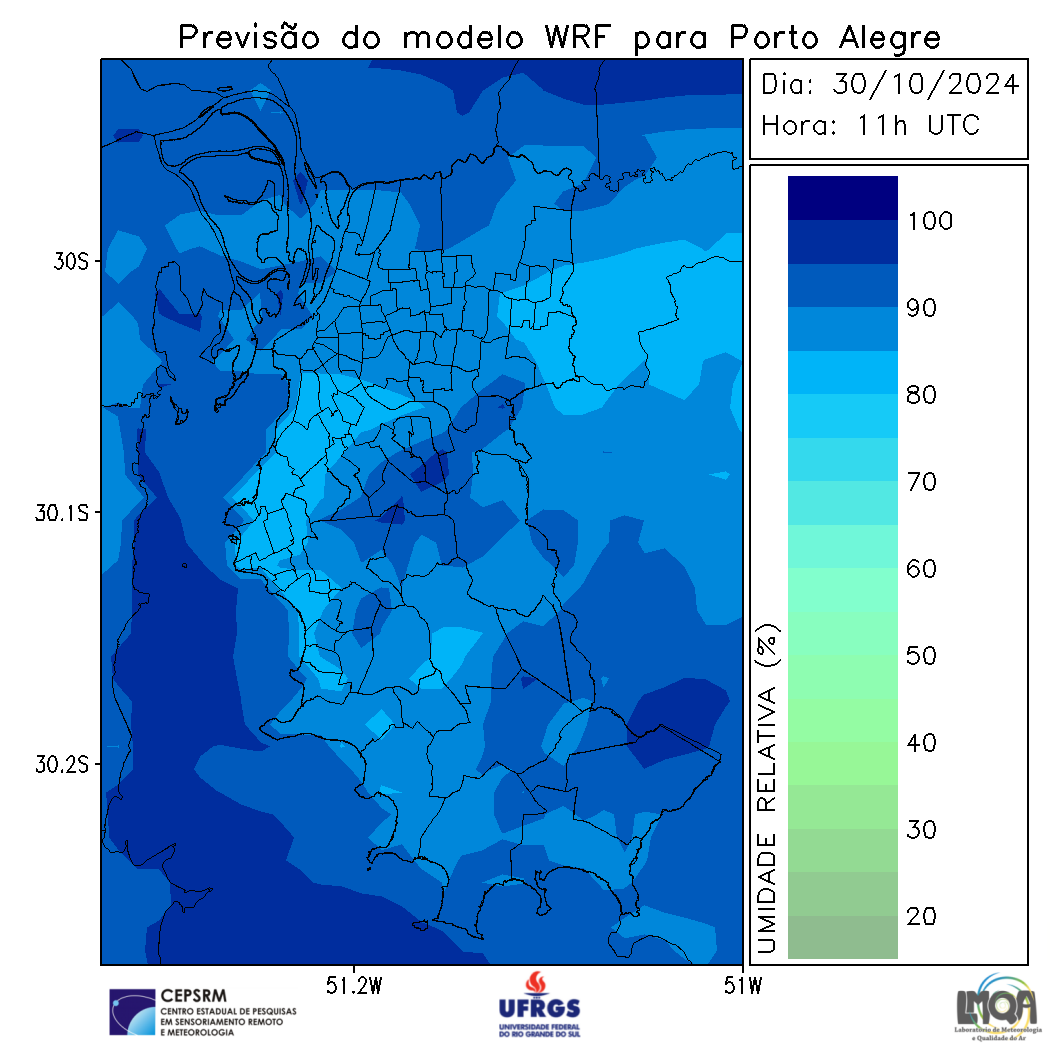 Previsão do modelo WRF para Porto Alegre
Dia: 30/10/2024
Hora: 11h UTC
30S
30.1S
30.2S
51.2W
51W
UMIDADE RELATIVA (%)
100
90
80
70
60
50
40
30
20
CEPSRM
CENTRO ESTADUAL DE PESQUISAS
EM SENSORIAMENTO REMOTO
E METEOROLOGIA
UFRGS
UNIVERSIDADE FEDERAL
DO RIO GRANDE DO SUL
LMQA
Laboratório de Meteorologia
e Qualidade do Ar